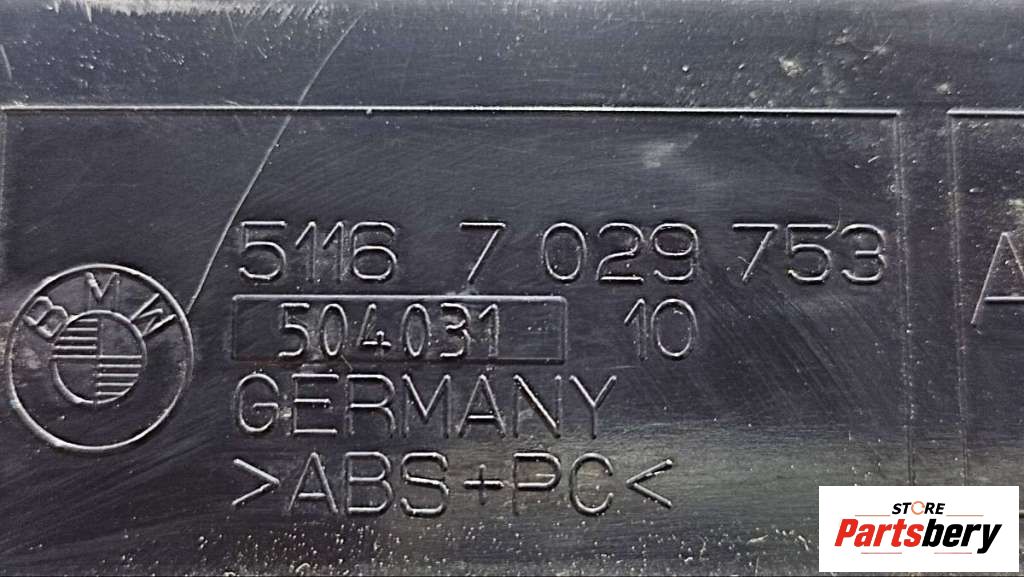 5116 7 029 753
BMW
504031 10
GERMANY
>ABS+PC<
A
STORE
Partsbery